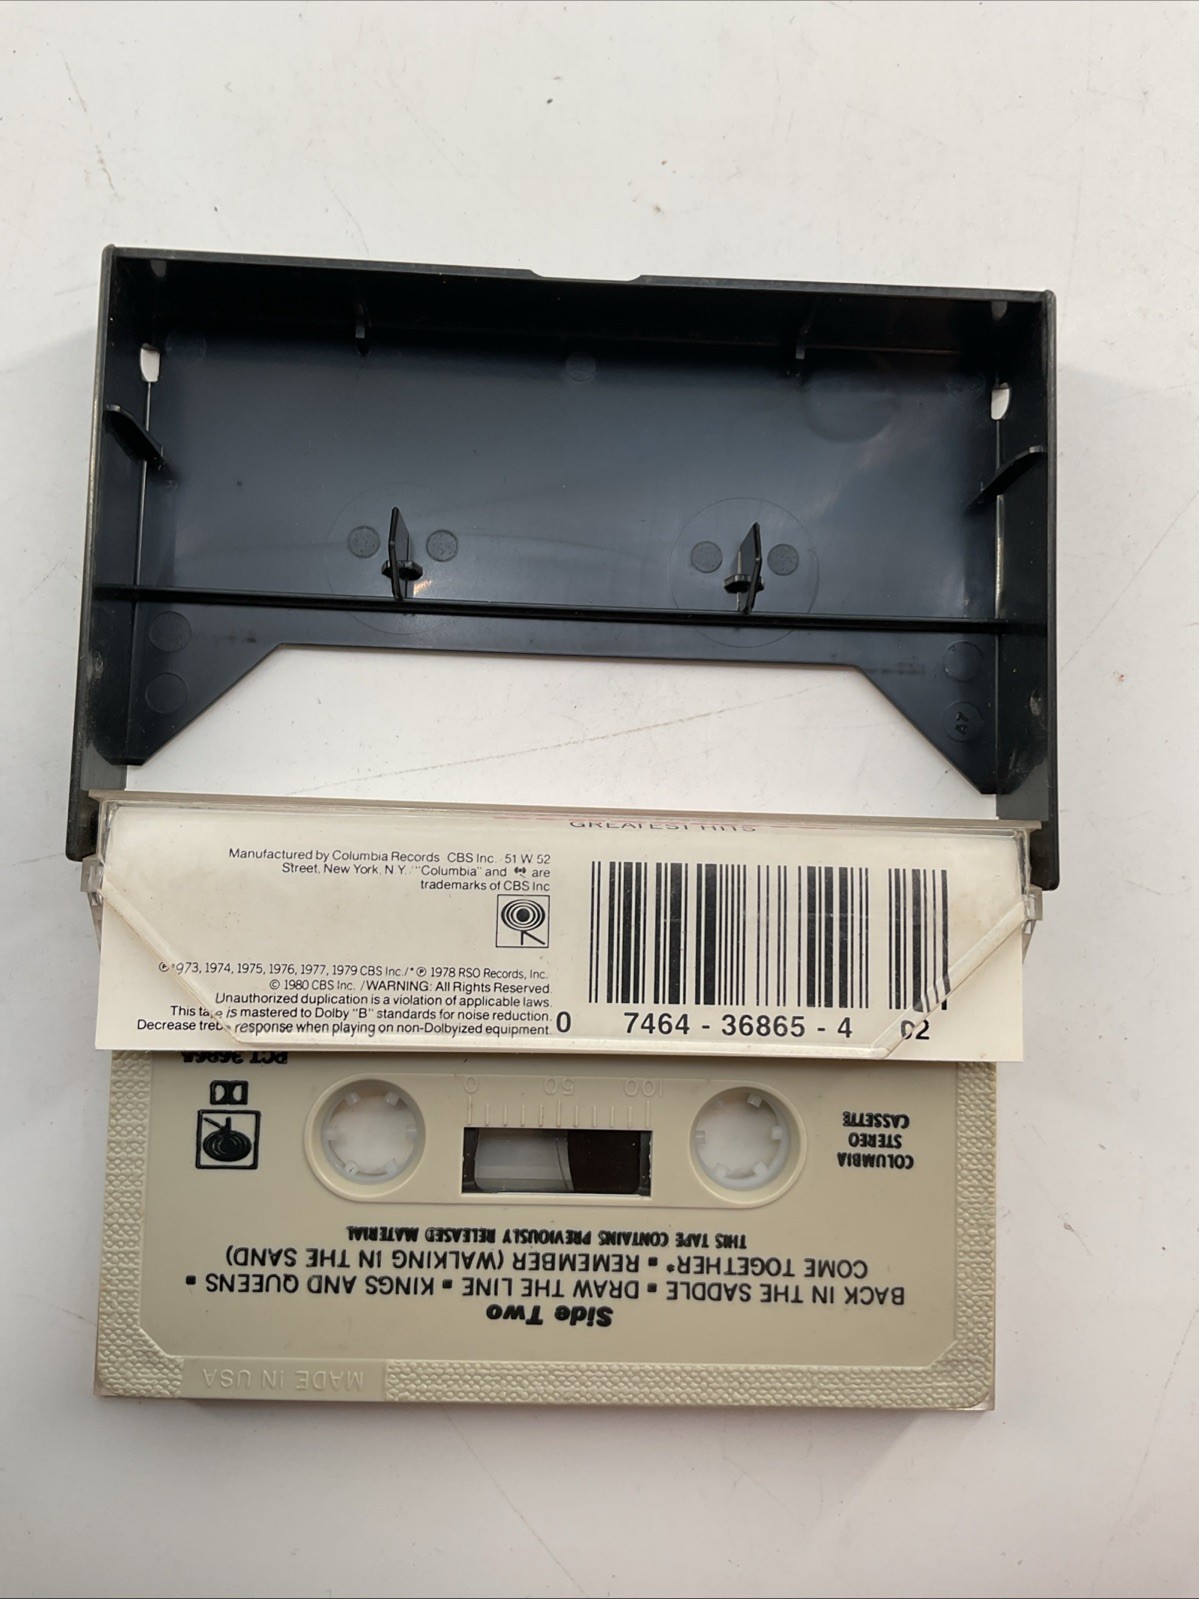 GREATEST HITS
Manufactured by Columbia Records CBS Inc. 51 W 52
Street, New York, N.Y. "Columbia" and are
trademarks of CBS Inc
℗ 1973, 1974, 1975, 1976, 1977, 1979 CBS Inc./*℗ 1978 RSO Records, Inc.
© 1980 CBS Inc. /WARNING: All Rights Reserved.
Unauthorized duplication is a violation of applicable laws.
This tape is mastered to Dolby "B" standards for noise reduction.
Decrease treble response when playing on non-Dolbyized equipment.
0 7464-36865-4 02
A7
Side Two
BACK IN THE SADDLE ▪ DRAW THE LINE ▪ KINGS AND QUEENS ▪
COME TOGETHER* ▪ REMEMBER (WALKING IN THE SAND)
THIS TAPE CONTAINS PREVIOUSLY RELEASED MATERIAL
COLUMBIA
STEREO
CASSETTE
100 50 0
PCT 36865
MADE IN USA